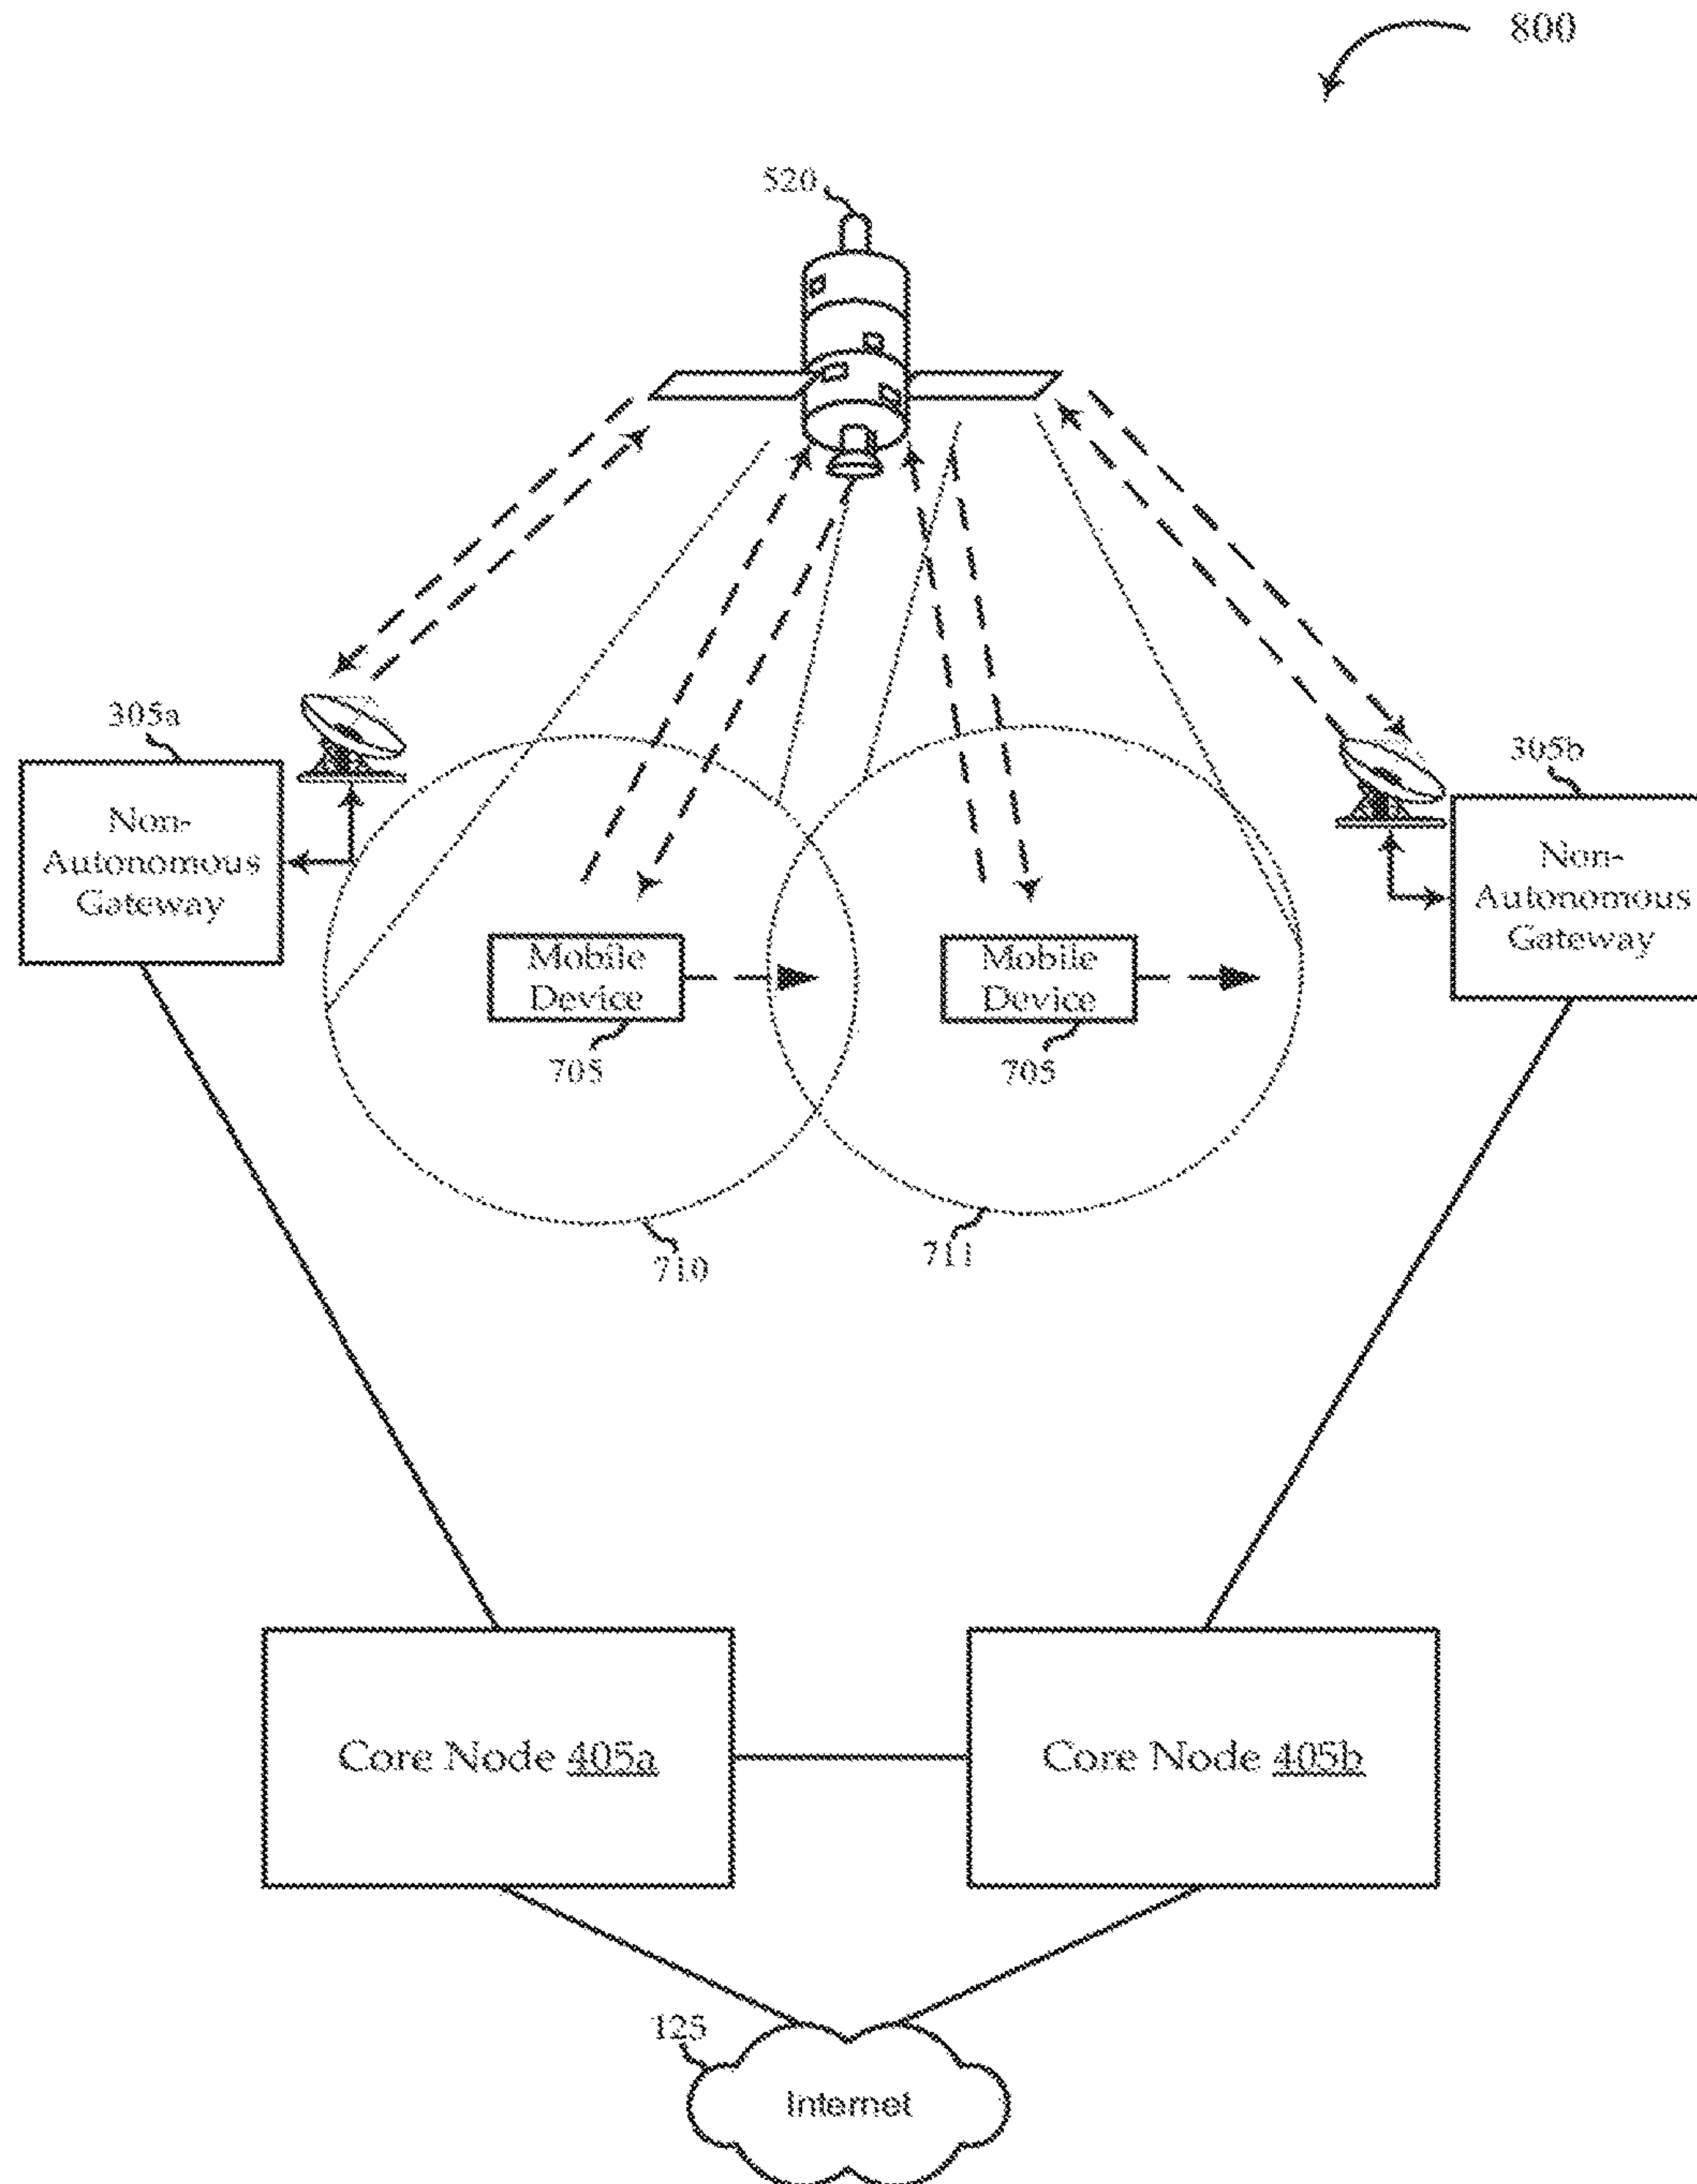 800
520
305a
Non-
Autonomous
Gateway
305b
Non-
Autonomous
Gateway
Mobile
Device
705
Mobile
Device
705
710
711
Core Node 405a
Core Node 405b
125
Internet